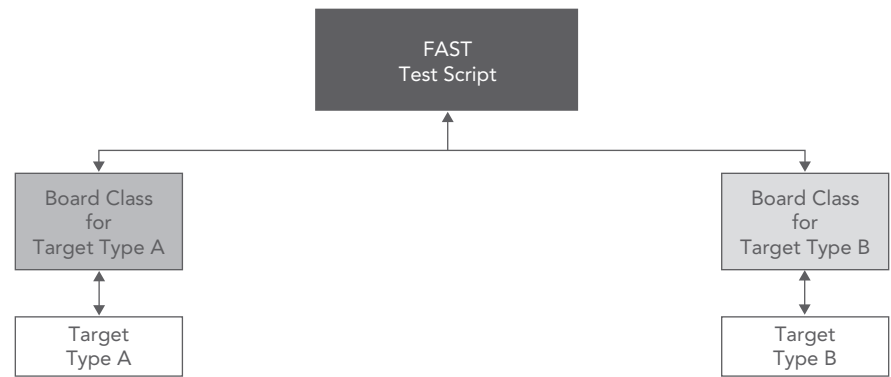 FAST
Test Script
Board Class
for
Target Type A
Board Class
for
Target Type B
Target
Type A
Target
Type B